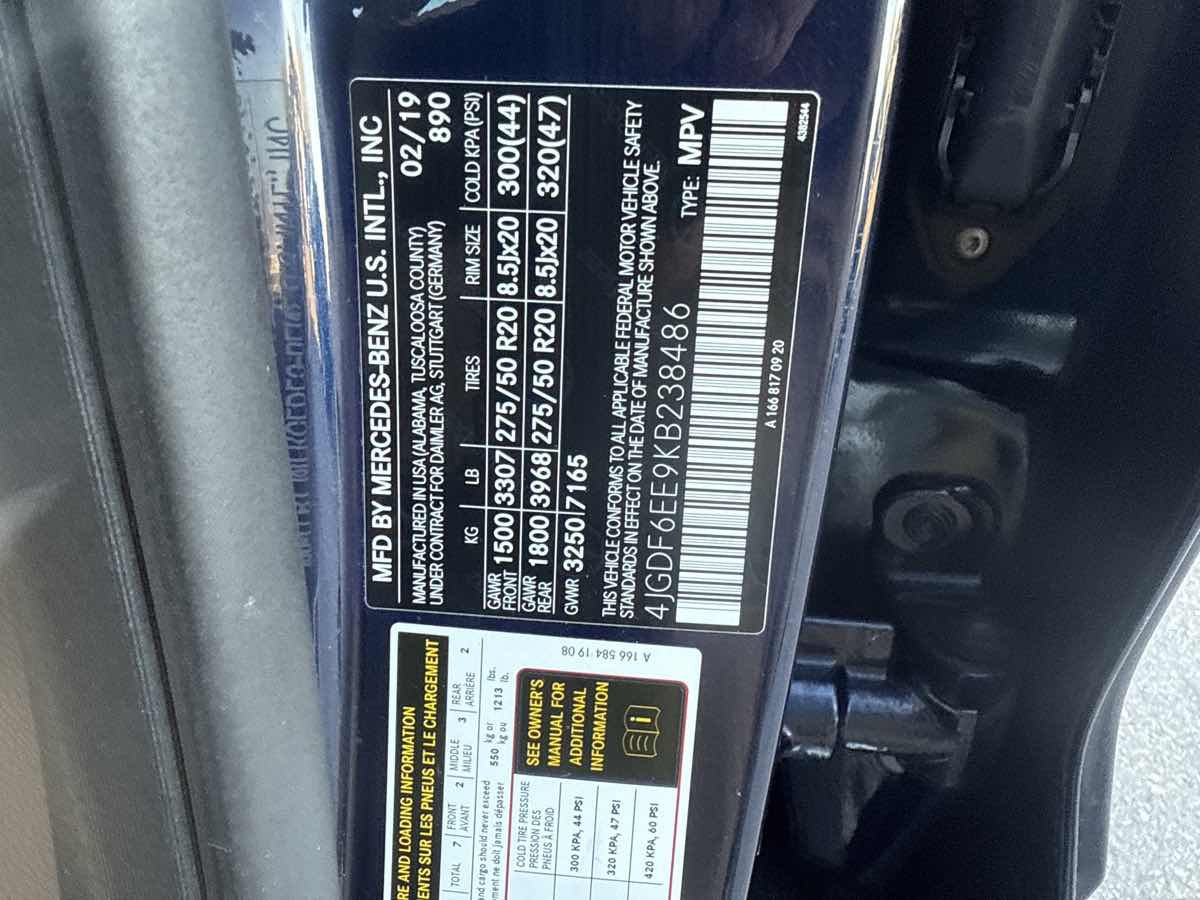 MFD BY MERCEDES-BENZ U.S. INTL., INC
MANUFACTURED IN USA (ALABAMA, TUSCALOOSA COUNTY) 02/19
UNDER CONTRACT FOR DAIMLER AG, STUTTGART (GERMANY) 890
KG LB TIRES RIM SIZE COLD KPA (PSI)
GAWR
FRONT 1500 3307 275/50 R20 8.5Jx20 300(44)
GAWR
REAR 1800 3968 275/50 R20 8.5Jx20 320(47)
GVWR 3250 7165
THIS VEHICLE CONFORMS TO ALL APPLICABLE FEDERAL MOTOR VEHICLE SAFETY
STANDARDS IN EFFECT ON THE DATE OF MANUFACTURE SHOWN ABOVE.
4JGDF6EE9KB238486 TYPE: MPV
A 166 817 09 20
4382544
RE AND LOADING INFORMATION
ENTS SUR LES PNEUS ET LE CHARGEMENT
TOTAL 7 FRONT
AVANT 2 MIDDLE
MILIEU 3 REAR
ARRIÈRE 2
and cargo should never exceed 550 kg or 1213 lbs.
ment ne doit jamais dépasser kg ou lb.
COLD TIRE PRESSURE
PRESSION DES
PNEUS À FROID
300 KPA, 44 PSI
320 KPA, 47 PSI
420 KPA, 60 PSI
SEE OWNER'S
MANUAL FOR
ADDITIONAL
INFORMATION
A 166 584 19 08